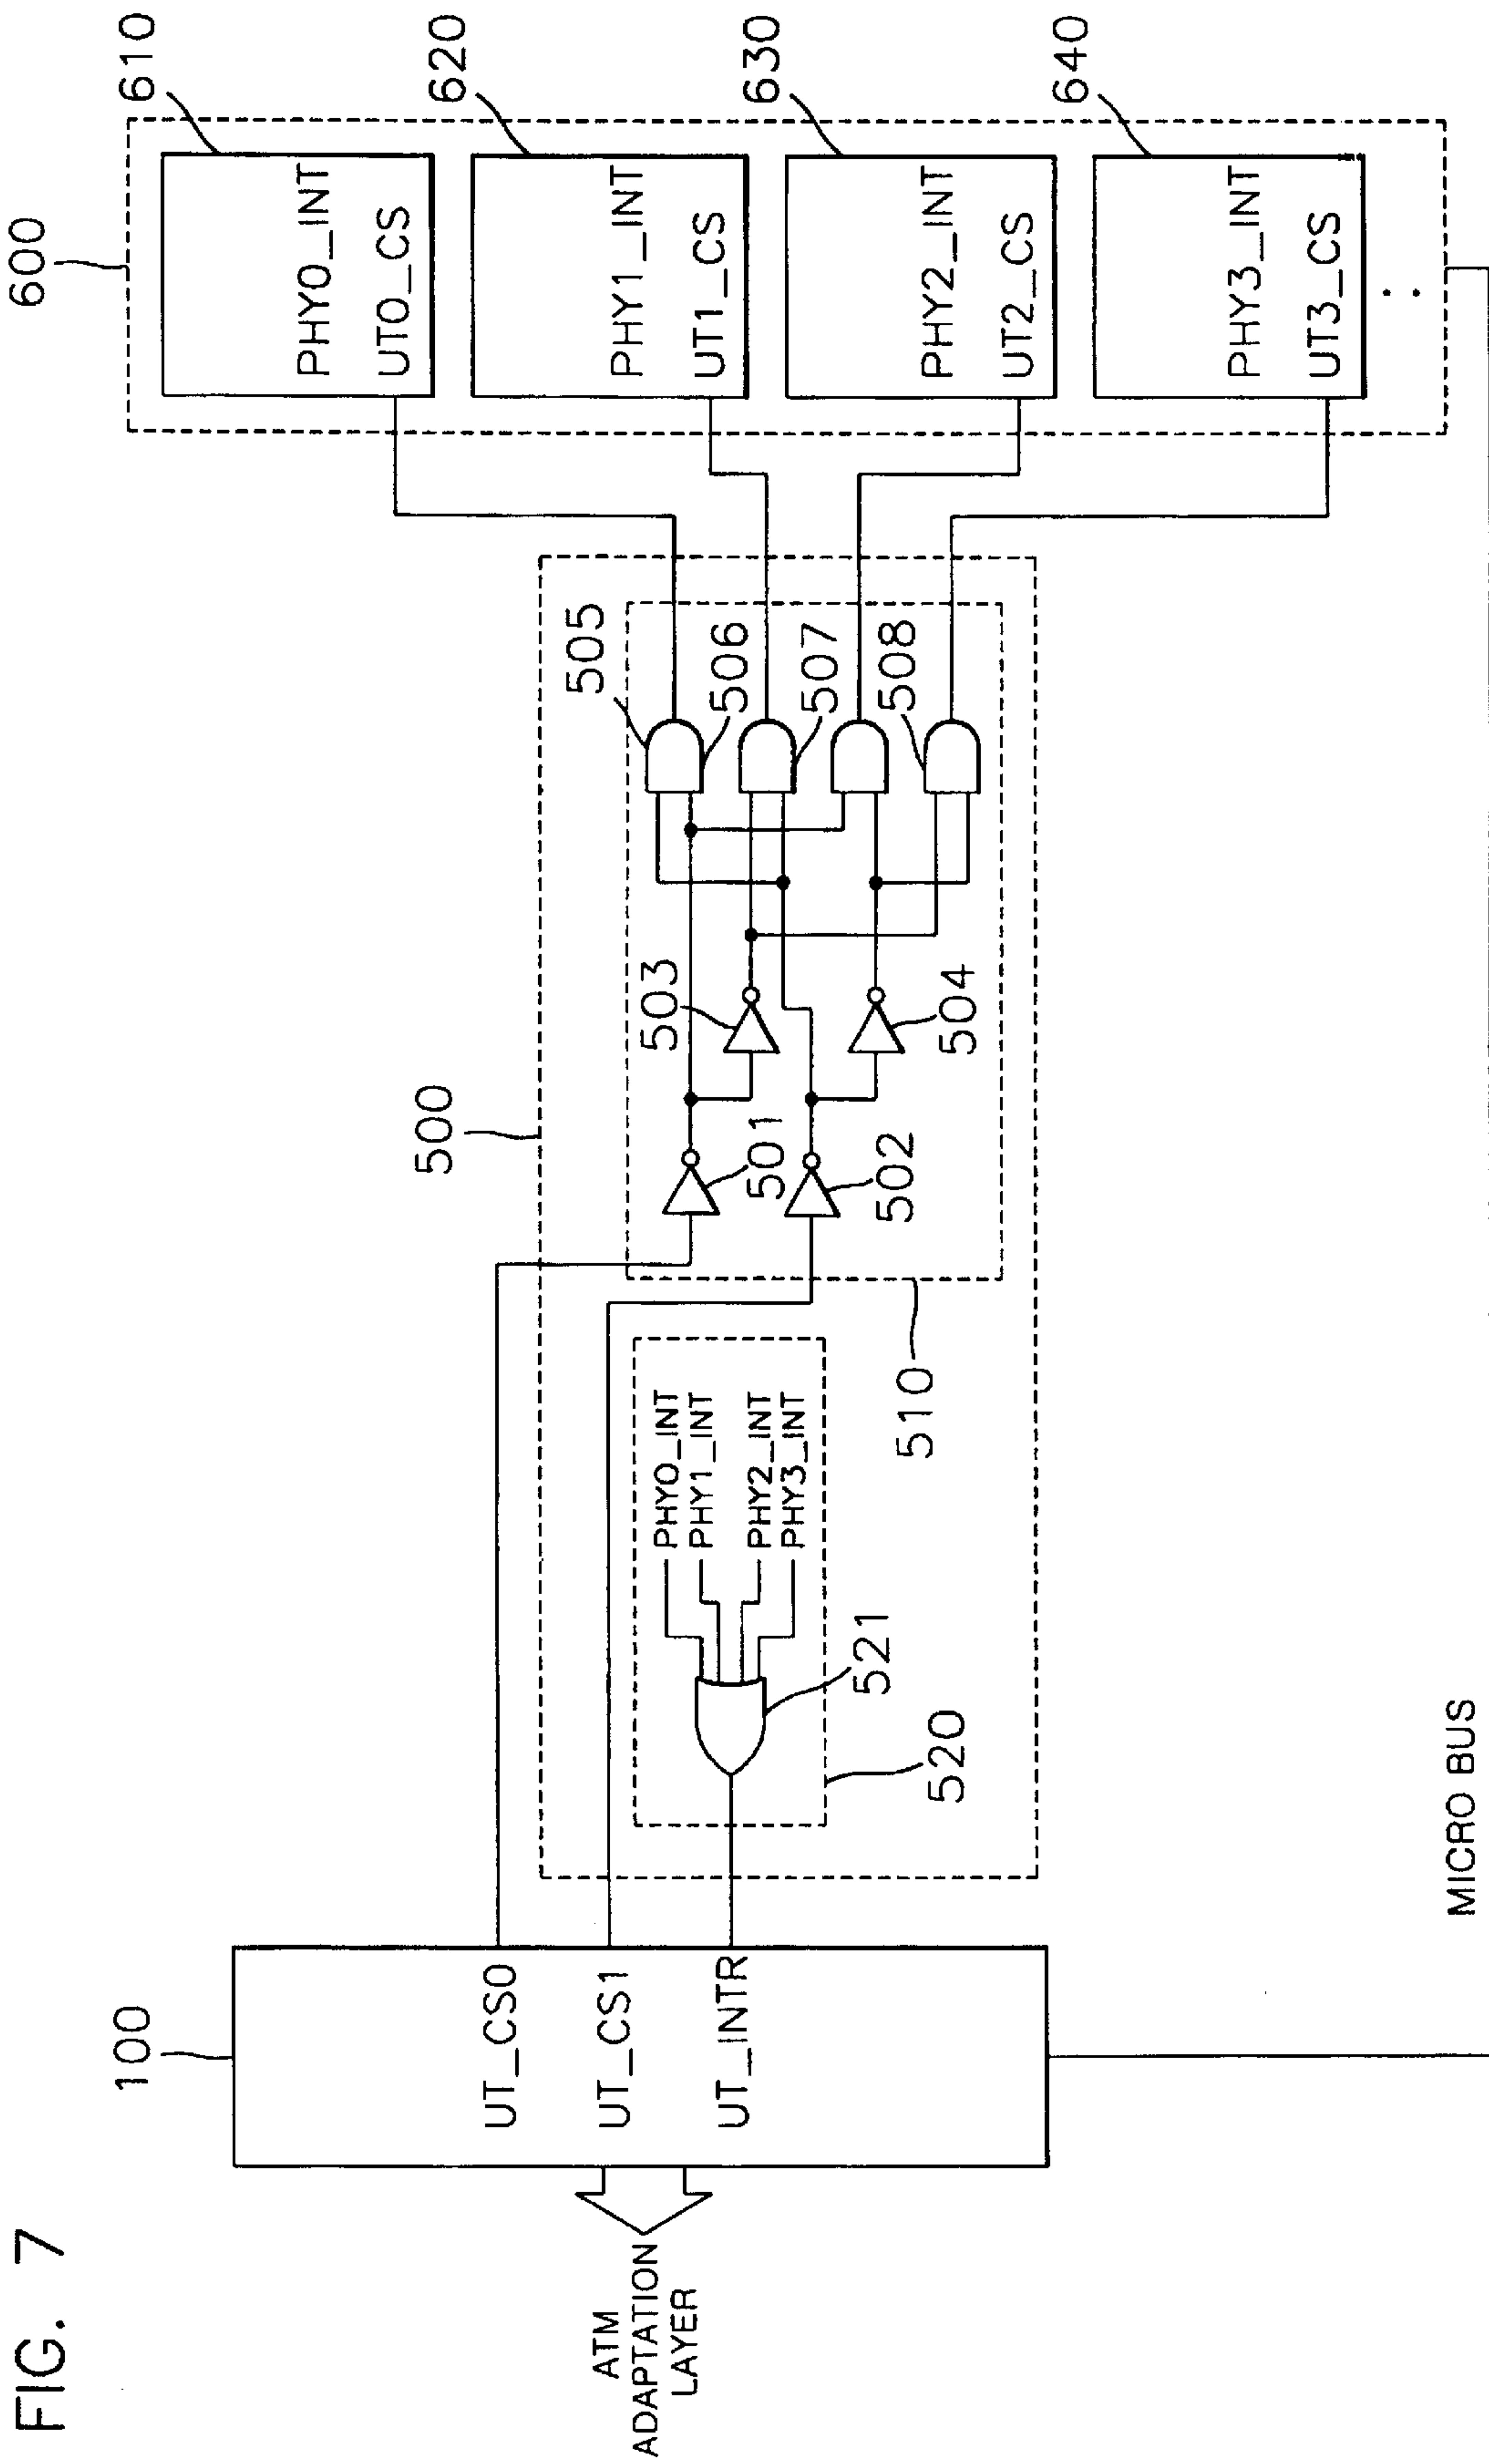 FIG. 7
600
610
PHY0_INT
UT0_CS
620
PHY1_INT
UT1_CS
630
PHY2_INT
UT2_CS
640
PHY3_INT
UT3_CS
500
505
506
507
508
503
504
501
502
510
PHY0_INT
PHY1_INT
PHY2_INT
PHY3_INT
521
520
100
UT_CS0
UT_CS1
UT_INTR
ATM
ADAPTATION
LAYER
MICRO BUS